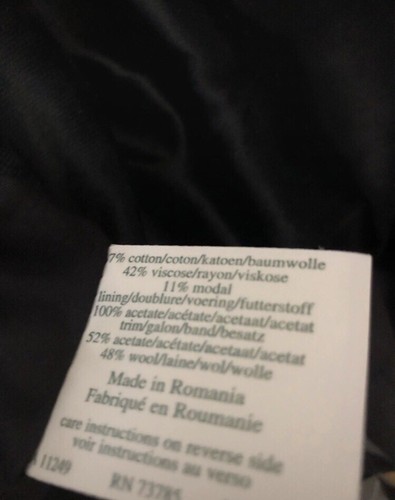 7% cotton/coton/katoen/baumwolle
42% viscose/rayon/viskose
11% modal
lining/doublure/voering/futterstoff
100% acetate/acétate/acetaat/acetat
trim/galon/band/besatz
52% acetate/acétate/acetaat/acetat
48% wool/laine/wol/wolle
Made in Romania
Fabriqué en Roumanie
care instructions on reverse side
voir instructions au verso
11249
RN 73785